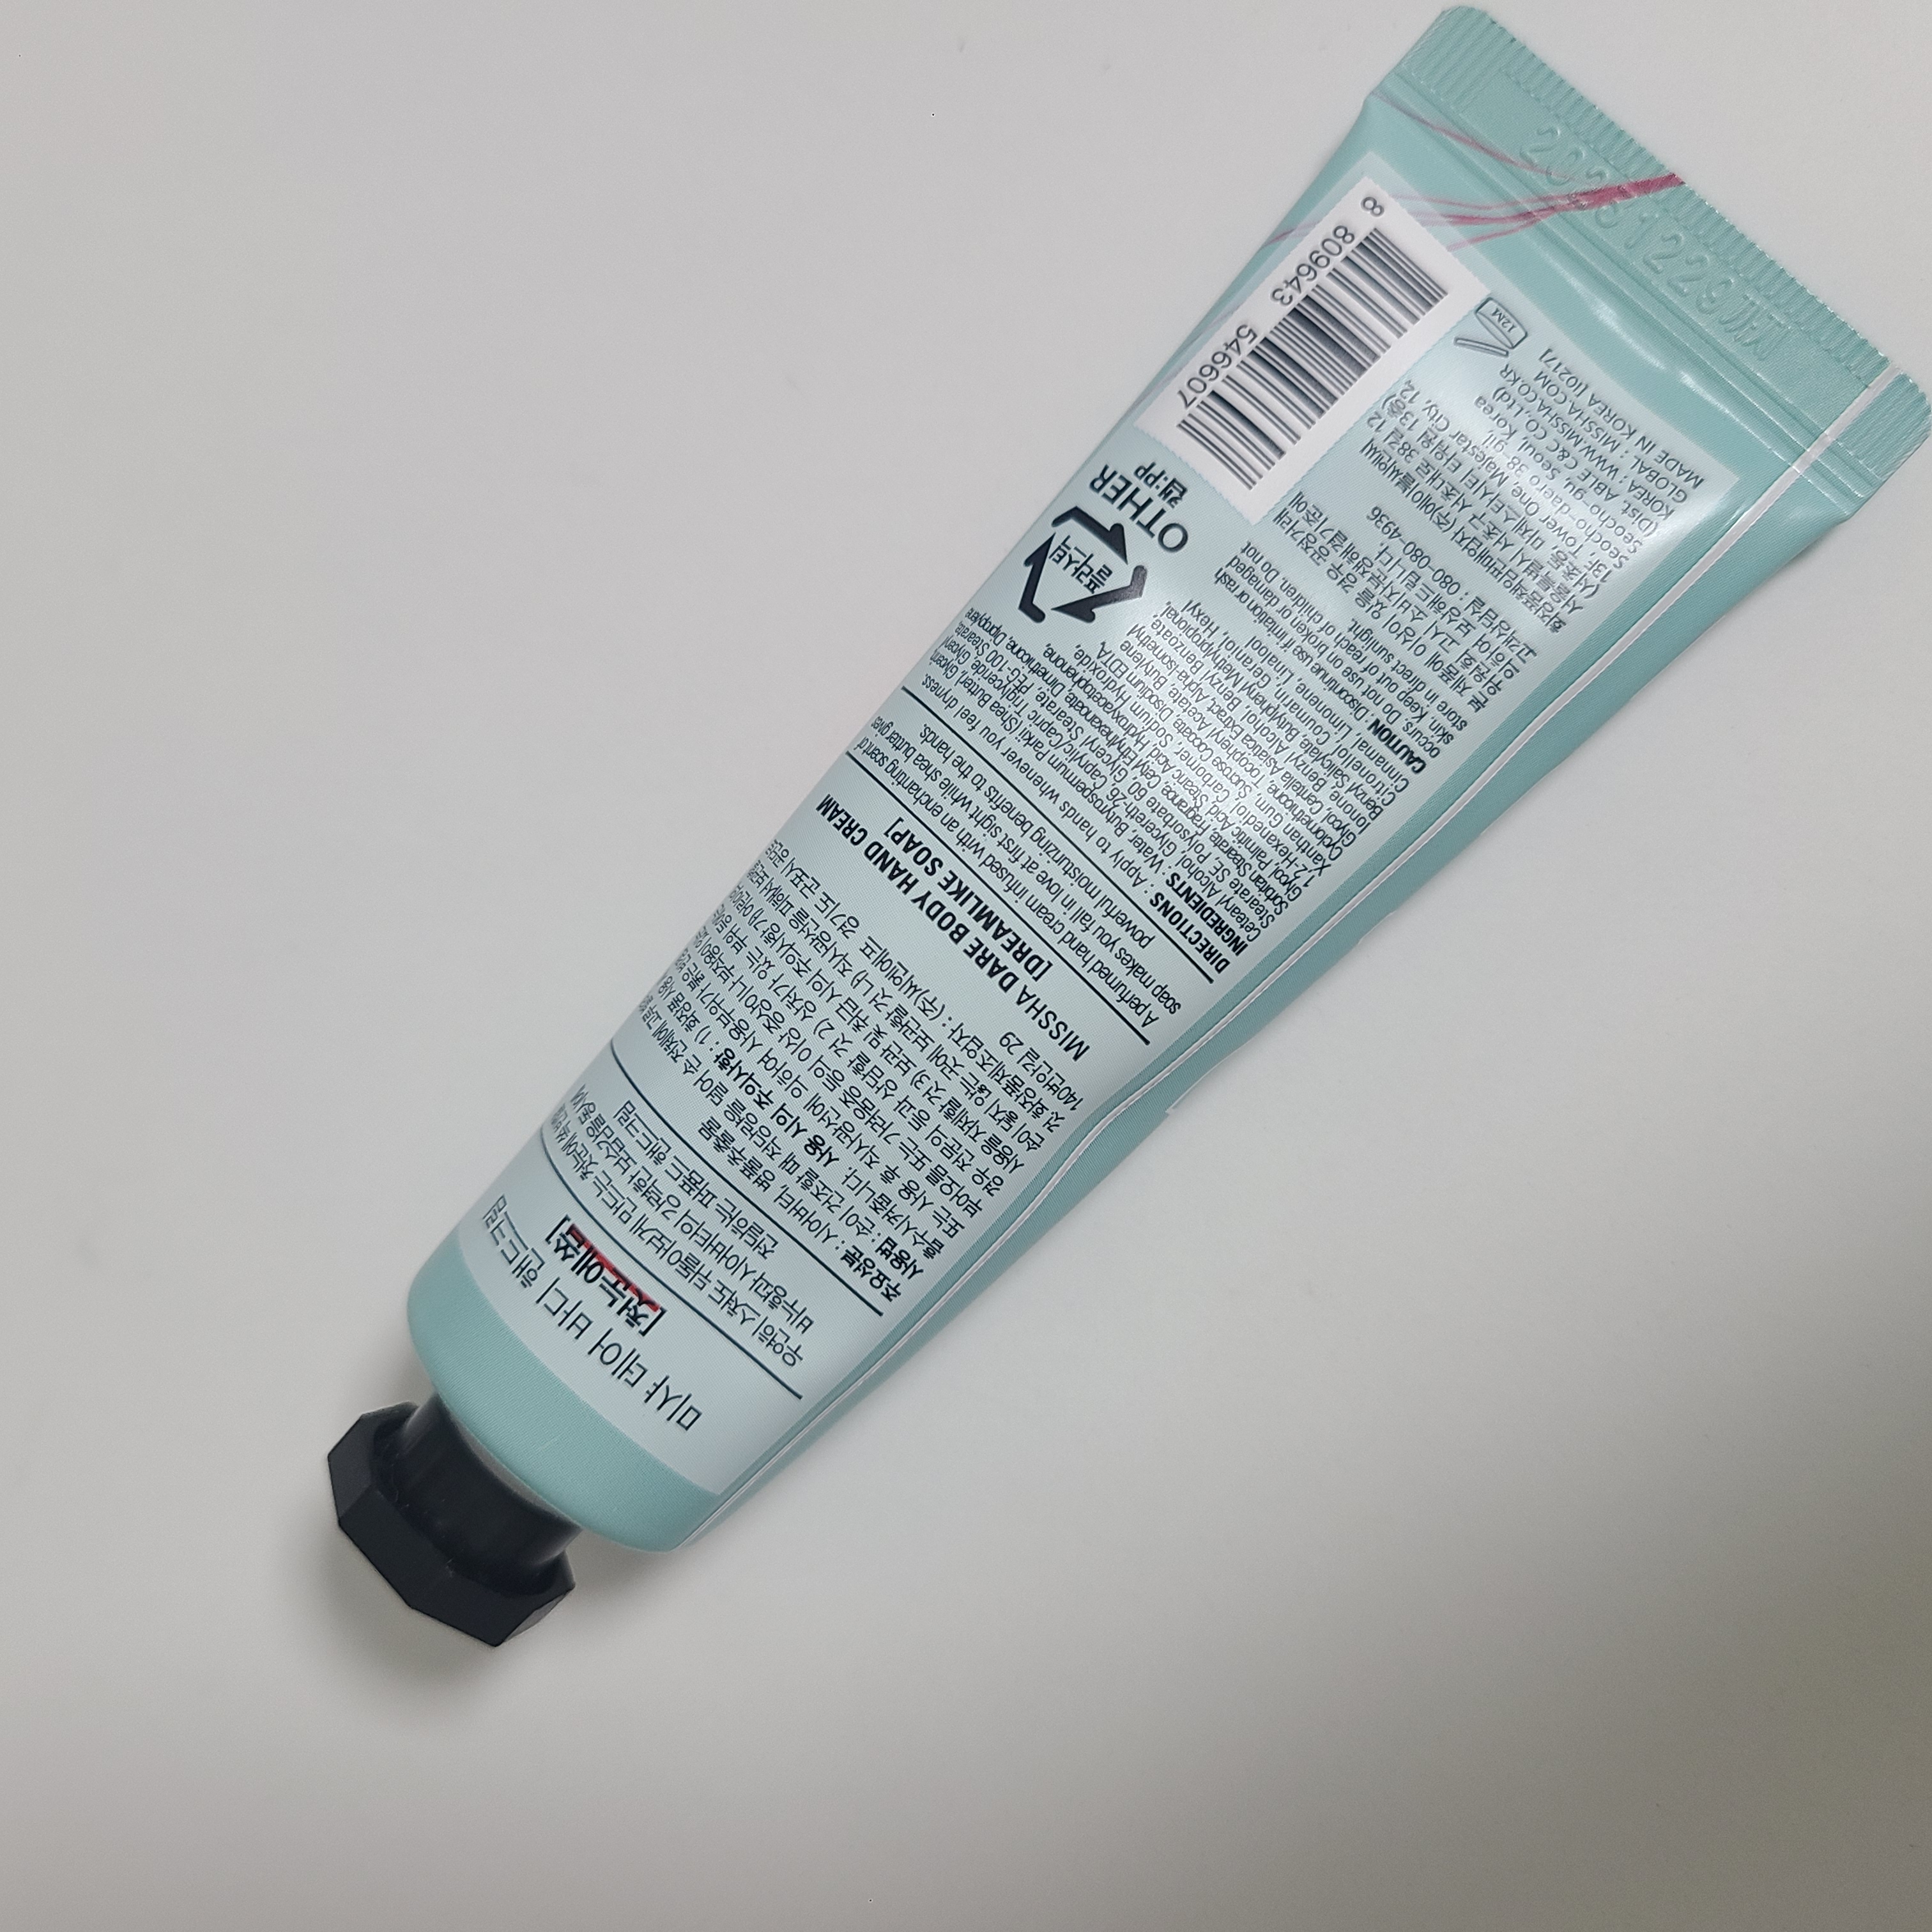 미샤 데어 바디 핸드크림
[첫눈에쏩]
우연히 스쳐도 뒤돌아보게 만드는 첫눈에 쏙 반할
비누향과 시어버터의 강력한 보습감을 동시에
전달하는 퍼퓸드 핸드크림
주요성분 : 시어버터, 병풀추출물
사용법 : 손이 건조할 때 적당량을 덜어 손 전체에 고루
흡수시켜줍니다. 사용 시의 주의사항 : 1) 화장품 사용
또는 사용 후 직사광선에 의하여 사용부위가 붉은
부어오름 또는 가려움증 등의 이상 증상이나 부작용이
경우 전문의 등과 상담할 것 2) 상처가 있는 부위
사용을 자제할 것 3) 보관 및 취급 시의 주의사항 가)
손이 닿지 않는 곳에 보관할 것 나) 직사광선을 피해서
것 화장품제조업자 : (주)씨엔에프 경기도 군포시
140번안길 29
MISSHA DARE BODY HAND CREAM
[DREAMLIKE SOAP]
A perfumed hand cream infused with an enchanting scent of
soap makes you fall in love at first sight while shea butter gives
powerful moisturizing benefits to the hands.
DIRECTIONS : Apply to hands whenever you feel dryness.
INGREDIENTS : Water, Butyrospermum Parkii (Shea Butter), Glycerin,
Cetearyl Alcohol, Glycereth-26, Caprylic/Capric Triglyceride, Glyceryl
Stearate SE, Polysorbate 60, Glyceryl Stearate, PEG-100 Stearate,
Sorbitan Stearate, Fragrance, Cetyl Ethylhexanoate, Dimethicone, Dipropylene
Glycol, Palmitic Acid, Stearic Acid, Hydroxyacetophenone,
1,2-Hexanediol, Carbomer, Sodium Hydroxide,
Xanthan Gum, Sucrose Cocoate, Disodium EDTA,
Cyclomethicone, Tocopheryl Acetate, Butylene
Glycol, Centella Asiatica Extract, Alpha-Isomethyl
Ionone, Benzyl Alcohol, Benzyl Benzoate,
Benzyl Salicylate, Butylphenyl Methylpropional,
Citronellol, Coumarin, Geraniol, Hexyl
Cinnamal, Limonene, Linalool
CAUTION : Discontinue use if irritation or rash
occurs. Do not use on broken or damaged
skin. Keep out of reach of children. Do not
store in direct sunlight.
본 제품에 이상이 있을 경우 공정거래
위원회 고시 소비자분쟁해결기준에
의하여 보상해드립니다.
고객상담실 : 080-080-4936
화장품책임판매업자 (주)에이블씨엔씨
서울특별시 서초구 서초대로 38길 12
(서초동, 마제스타시티 타워원 13층)
13F, Tower One, Majestar City, 12,
Seocho-daero 38-gil,
Seocho-gu, Seoul, Korea
(Dist. ABLE C&C CO.,Ltd)
KOREA : WWW.MISSHA.CO.KR
GLOBAL : MISSHA.COM
MADE IN KOREA [I0217]
플라스틱
OTHER
캡:PP
8 809643 546607
12M